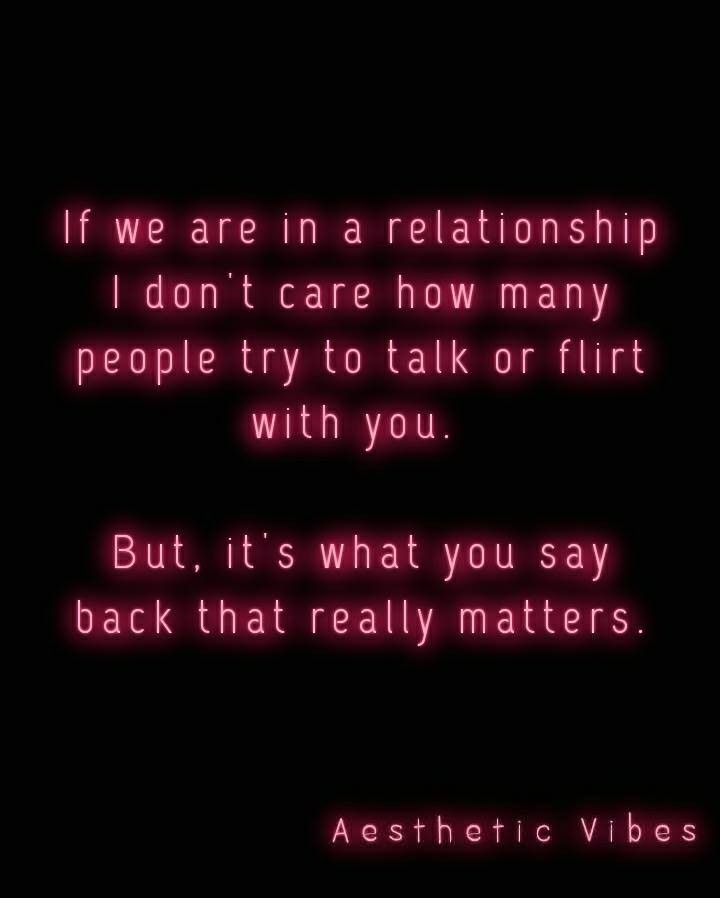 If we are in a relationship
I don't care how many
people try to talk or flirt
with you.
But, it's what you say
back that really matters.
Aesthetic Vibes